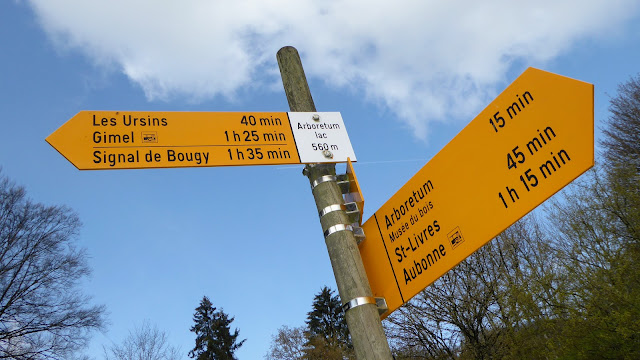 Les Ursins 40 min
Gimel 1 h 25 min
Signal de Bougy 1 h 35 min
Arboretum
lac
560 m
Arboretum 15 min
Musée du bois
St-Livres 45 min
Aubonne 1 h 15 min